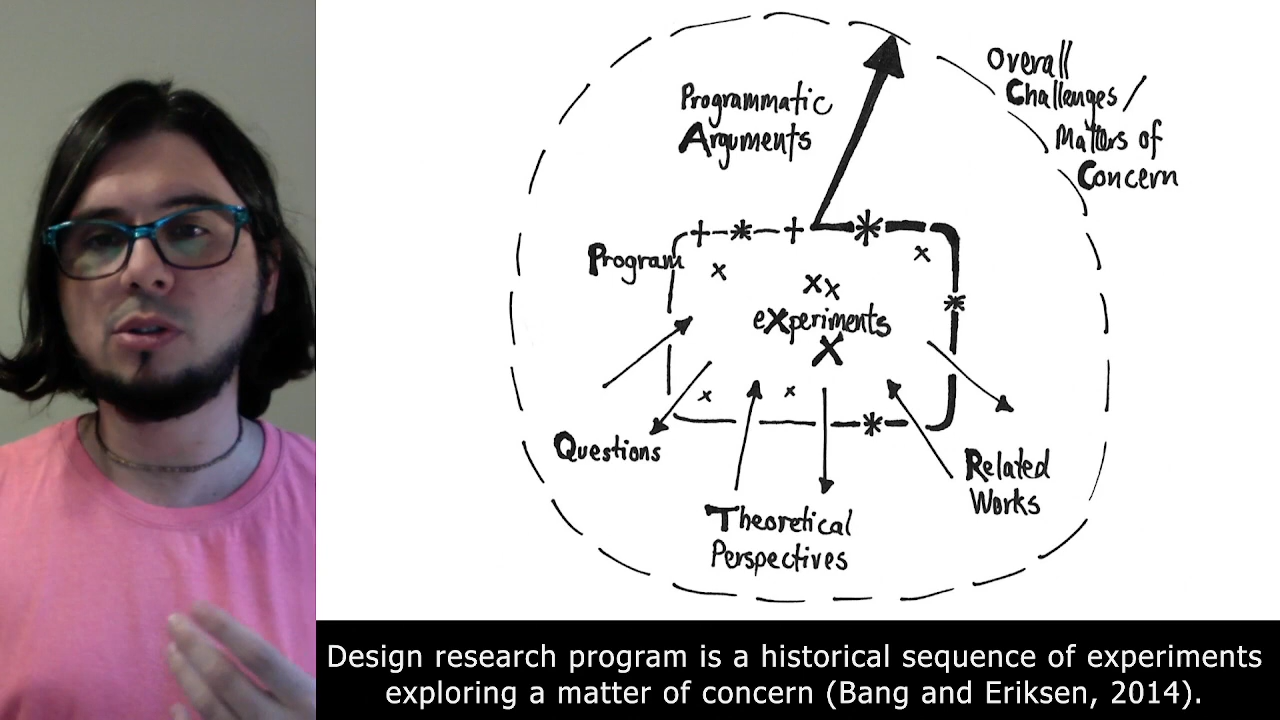 Overall
Challenges /
Matters of
Concern
Programmatic
Arguments
Program
xx
eXperiments
X
Questions
Related
Works
Theoretical
Perspectives
Design research program is a historical sequence of experiments
exploring a matter of concern (Bang and Eriksen, 2014).